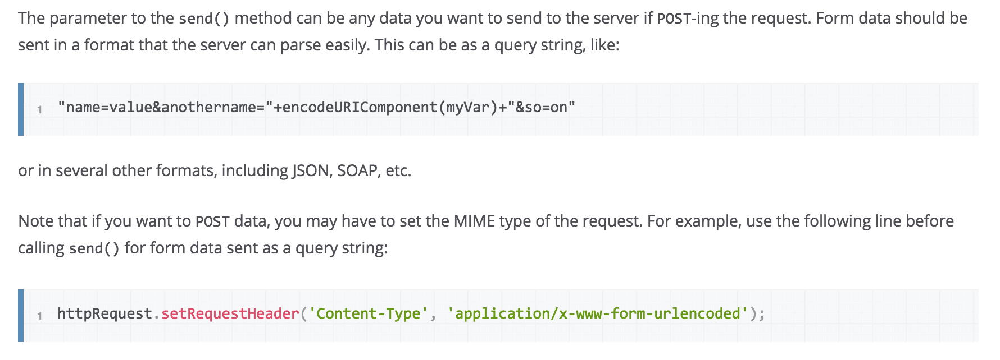 The parameter to the send() method can be any data you want to send to the server if POST-ing the request. Form data should be
sent in a format that the server can parse easily. This can be as a query string, like:
1 "name=value&anothername="+encodeURIComponent(myVar)+"&so=on"
or in several other formats, including JSON, SOAP, etc.
Note that if you want to POST data, you may have to set the MIME type of the request. For example, use the following line before
calling send() for form data sent as a query string:
1 httpRequest.setRequestHeader('Content-Type', 'application/x-www-form-urlencoded');